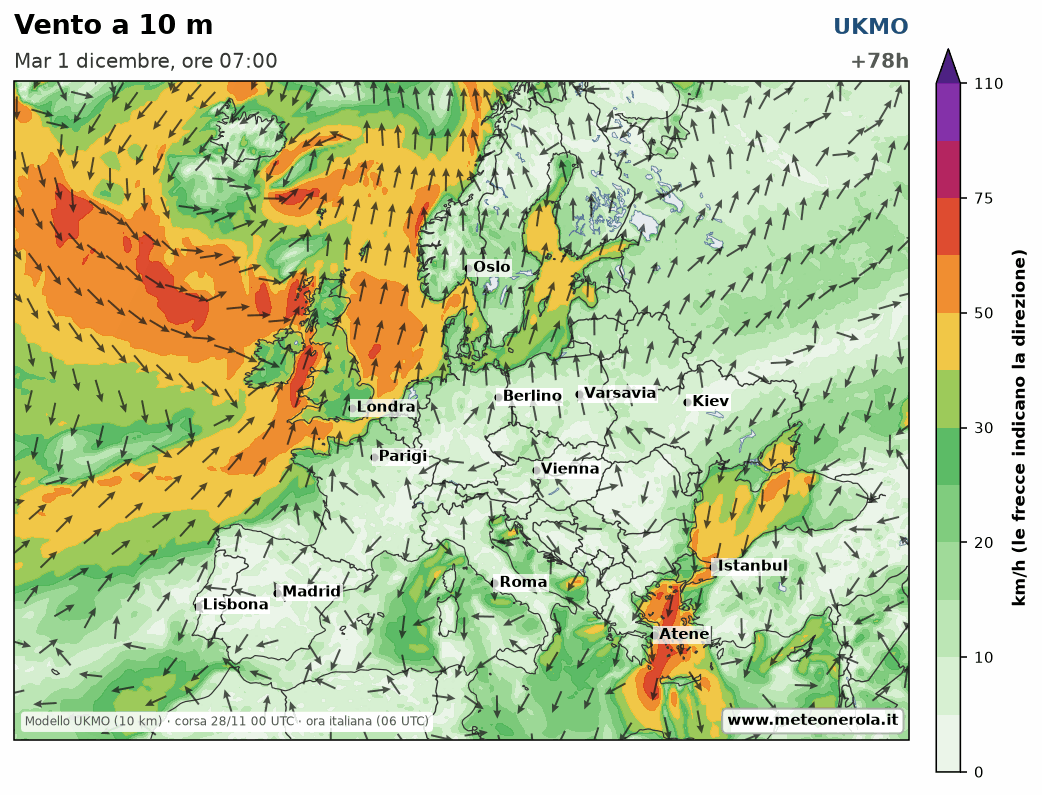 Vento a 10 m
UKMO
Mar 1 dicembre, ore 07:00
+78h
110
75
50
30
20
10
0
km/h (le frecce indicano la direzione)
Oslo
Berlino
Varsavia
Kiev
Londra
Parigi
Vienna
Istanbul
Roma
Madrid
Lisbona
Atene
Modello UKMO (10 km) · corsa 28/11 00 UTC · ora italiana (06 UTC)
www.meteonerola.it